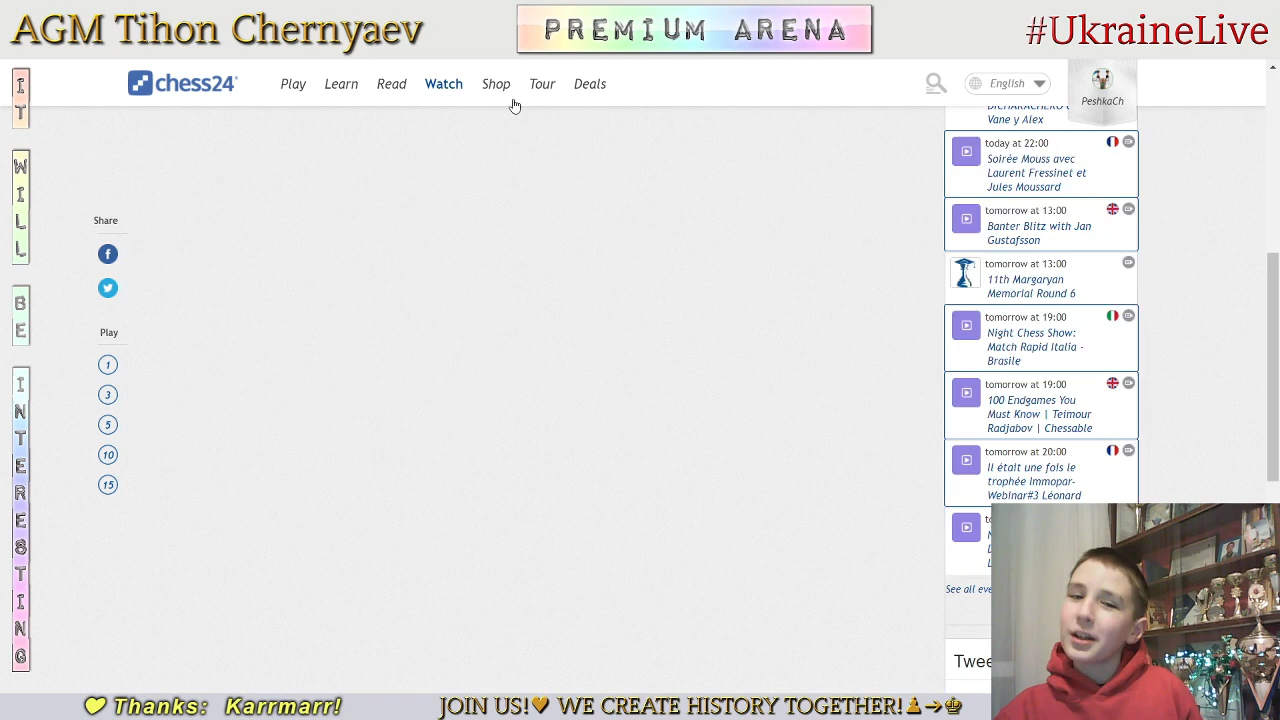 AGM Tihon Chernyaev
PREMIUM ARENA
#UkraineLive
IT
WILL
BE
INTERESTING
chess24
Play
Learn
Read
Watch
Shop
Tour
Deals
English
PeshkaCh
Share
Play
1
3
5
10
15
Vane y Alex
today at 22:00
Soirée Mouss avec
Laurent Fressinet et
Jules Moussard
tomorrow at 13:00
Banter Blitz with Jan
Gustafsson
tomorrow at 13:00
11th Margaryan
Memorial Round 6
tomorrow at 19:00
Night Chess Show:
Match Rapid Italia -
Brasile
tomorrow at 19:00
100 Endgames You
Must Know | Teimour
Radjabov | Chessable
tomorrow at 20:00
Il était une fois le
trophée Immopar-
Webinar#3 Léonard
See all eve
Twee
Thanks: Karrmarr!
JOIN US!🧡 WE CREATE HISTORY TOGETHER!♟→♚